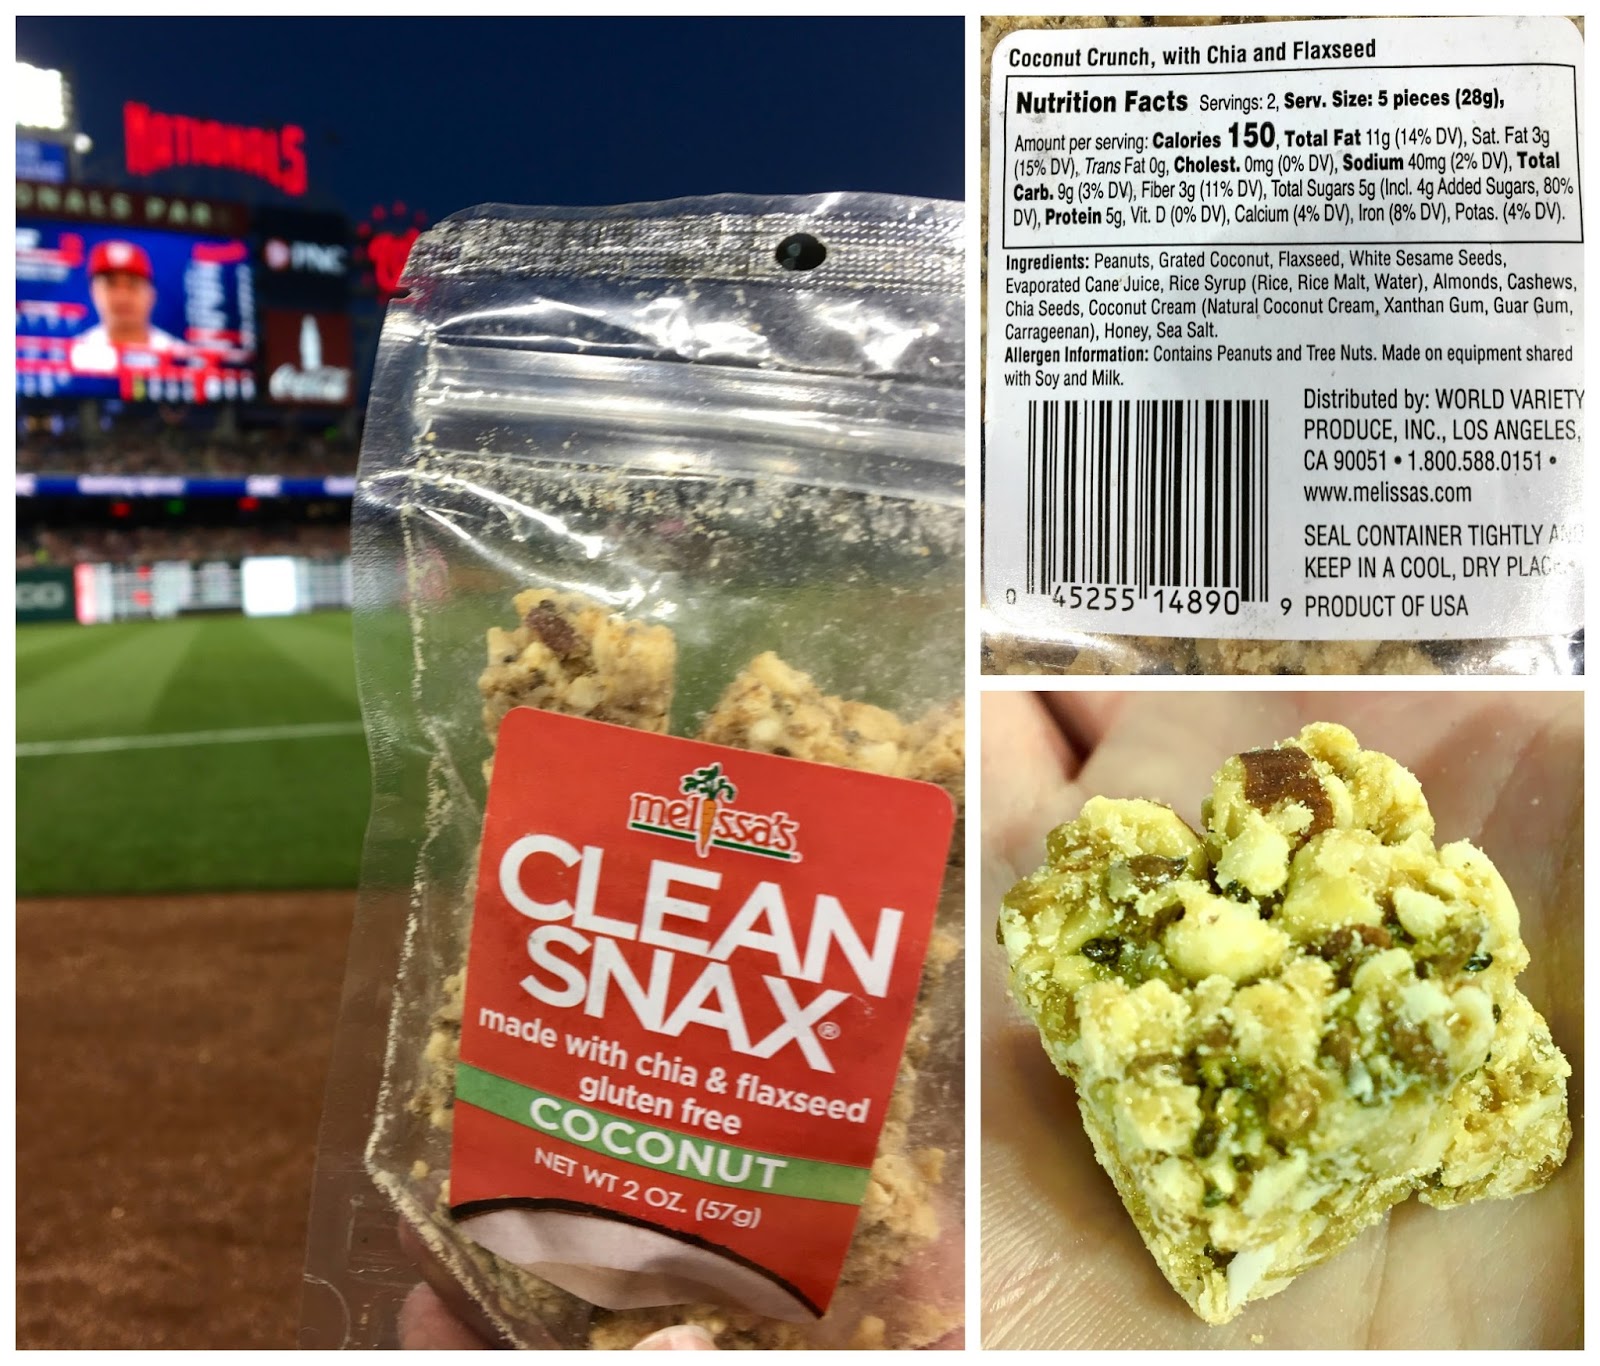 NATIONALS
ONALS PAR
PNC
Coca-Cola
melissa's
CLEAN
SNAX®
made with chia & flaxseed
gluten free
COCONUT
NET WT 2 OZ. (57g)
Coconut Crunch, with Chia and Flaxseed
Nutrition Facts Servings: 2, Serv. Size: 5 pieces (28g),
Amount per serving: Calories 150, Total Fat 11g (14% DV), Sat. Fat 3g
(15% DV), Trans Fat 0g, Cholest. 0mg (0% DV), Sodium 40mg (2% DV), Total
Carb. 9g (3% DV), Fiber 3g (11% DV), Total Sugars 5g (Incl. 4g Added Sugars, 80%
DV), Protein 5g, Vit. D (0% DV), Calcium (4% DV), Iron (8% DV), Potas. (4% DV).
Ingredients: Peanuts, Grated Coconut, Flaxseed, White Sesame Seeds,
Evaporated Cane Juice, Rice Syrup (Rice, Rice Malt, Water), Almonds, Cashews,
Chia Seeds, Coconut Cream (Natural Coconut Cream, Xanthan Gum, Guar Gum,
Carrageenan), Honey, Sea Salt.
Allergen Information: Contains Peanuts and Tree Nuts. Made on equipment shared
with Soy and Milk.
Distributed by: WORLD VARIETY
PRODUCE, INC., LOS ANGELES,
CA 90051 • 1.800.588.0151 •
www.melissas.com
SEAL CONTAINER TIGHTLY AND
KEEP IN A COOL, DRY PLACE.
PRODUCT OF USA
0 45255 14890 9